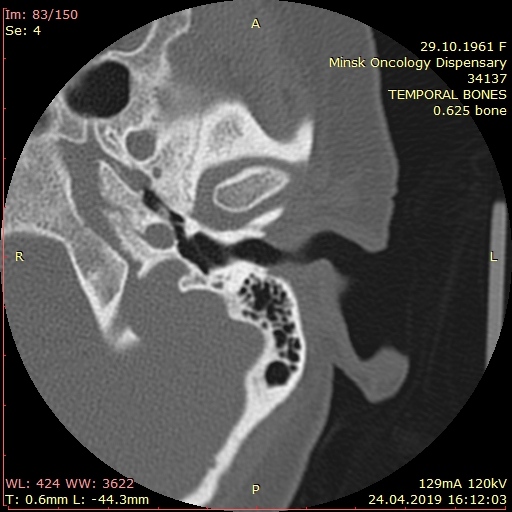 Im: 83/150
Se: 4
A
29.10.1961 F
Minsk Oncology Dispensary
34137
TEMPORAL BONES
0.625 bone
R
L
WL: 424 WW: 3622
T: 0.6mm L: -44.3mm
P
129mA 120kV
24.04.2019 16:12:03